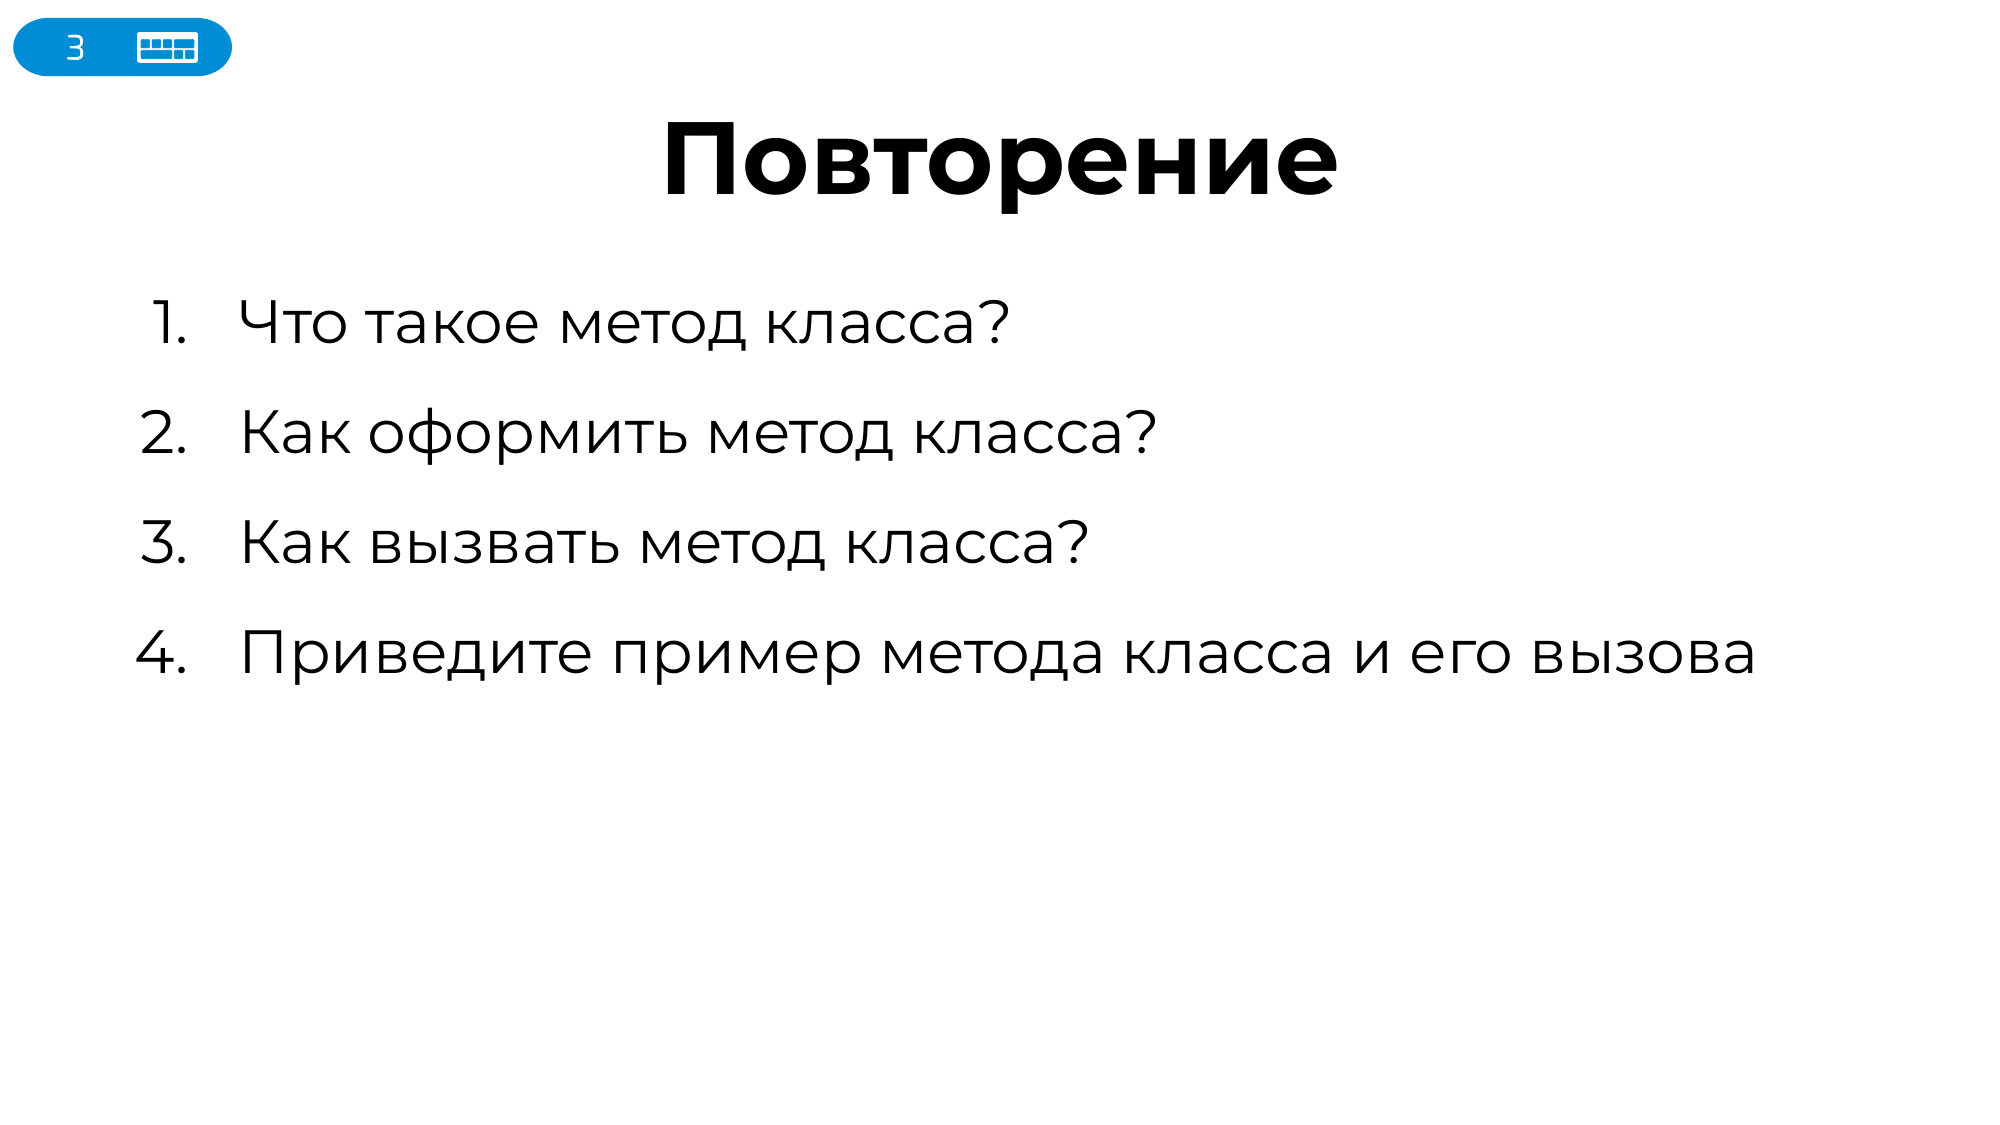 3
Повторение
1. Что такое метод класса?
2. Как оформить метод класса?
3. Как вызвать метод класса?
4. Приведите пример метода класса и его вызова